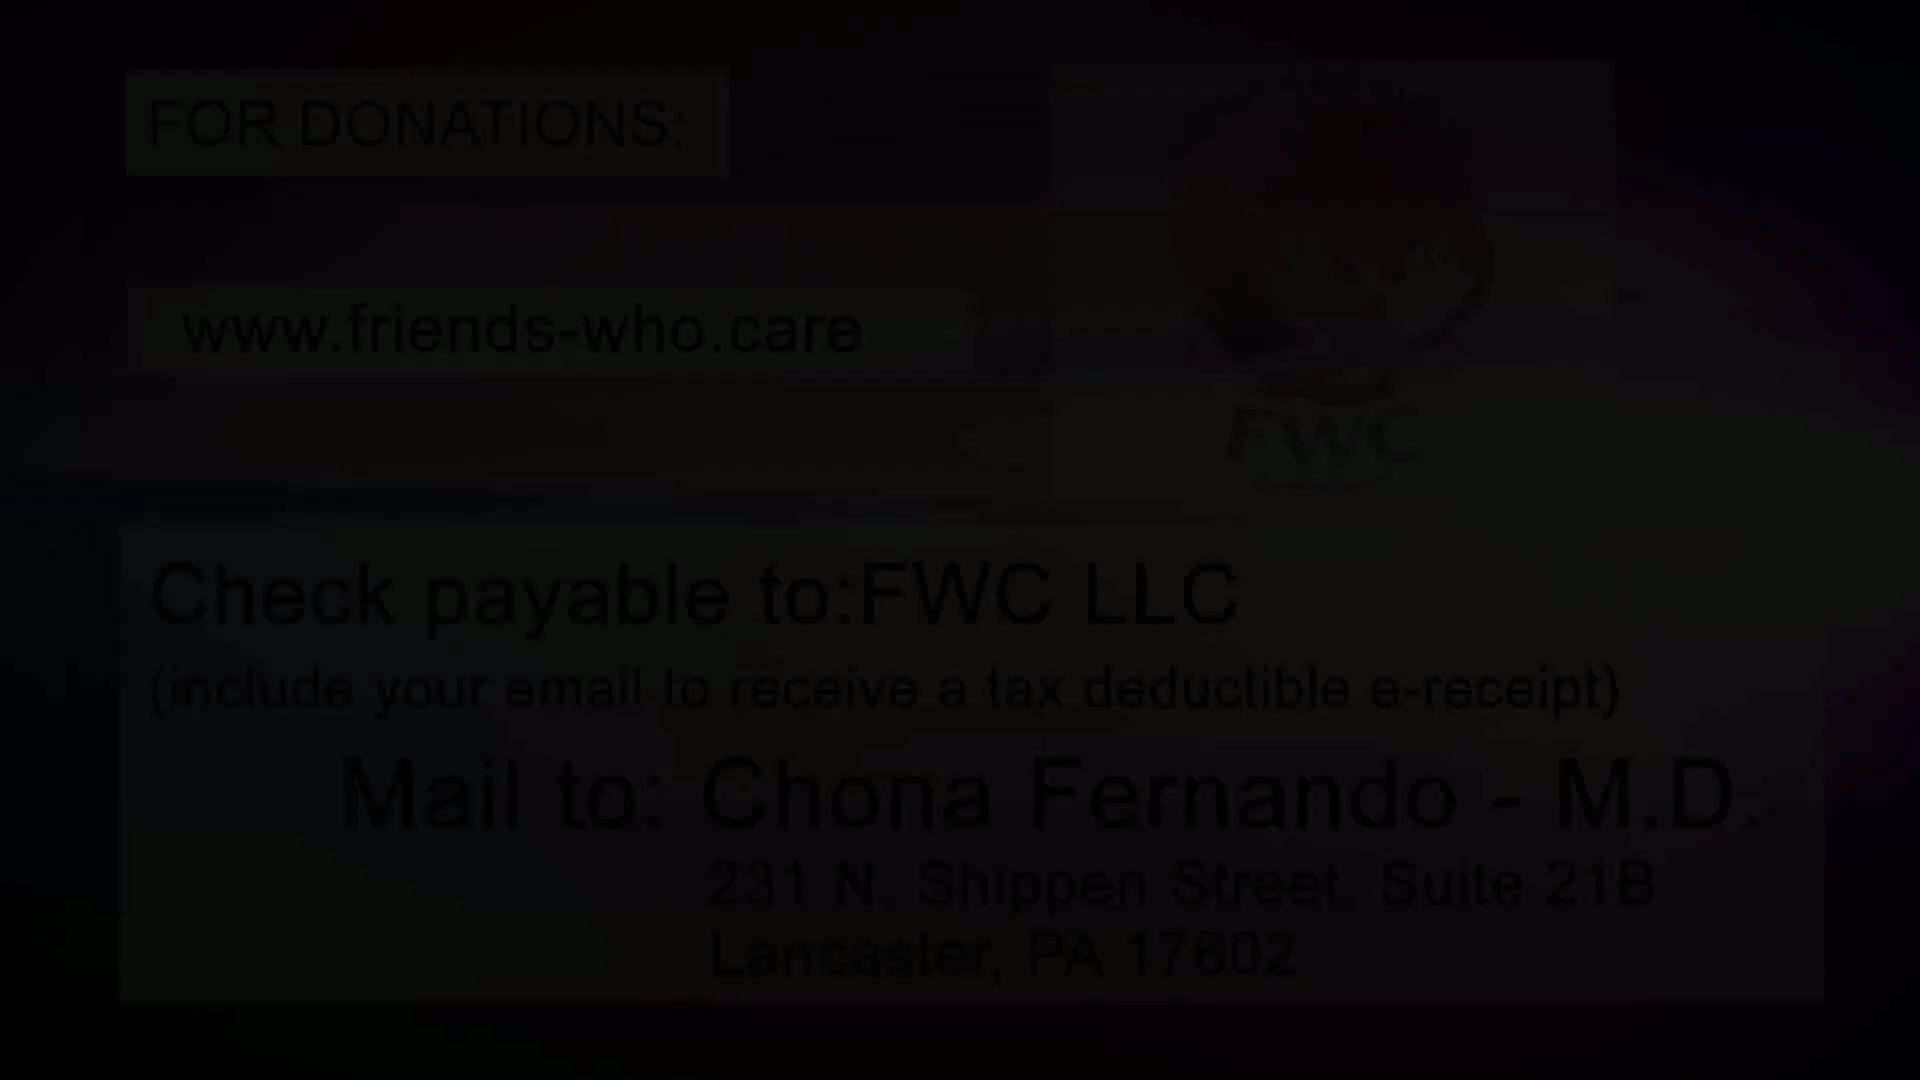 FOR DONATIONS:
www.friends-who.care
FWC
Check payable to:FWC LLC
(include your email to receive a tax deductible e-receipt)
Mail to: Chona Fernando - M.D.
231 N. Shippen Street, Suite 21B
Lancaster, PA 17602